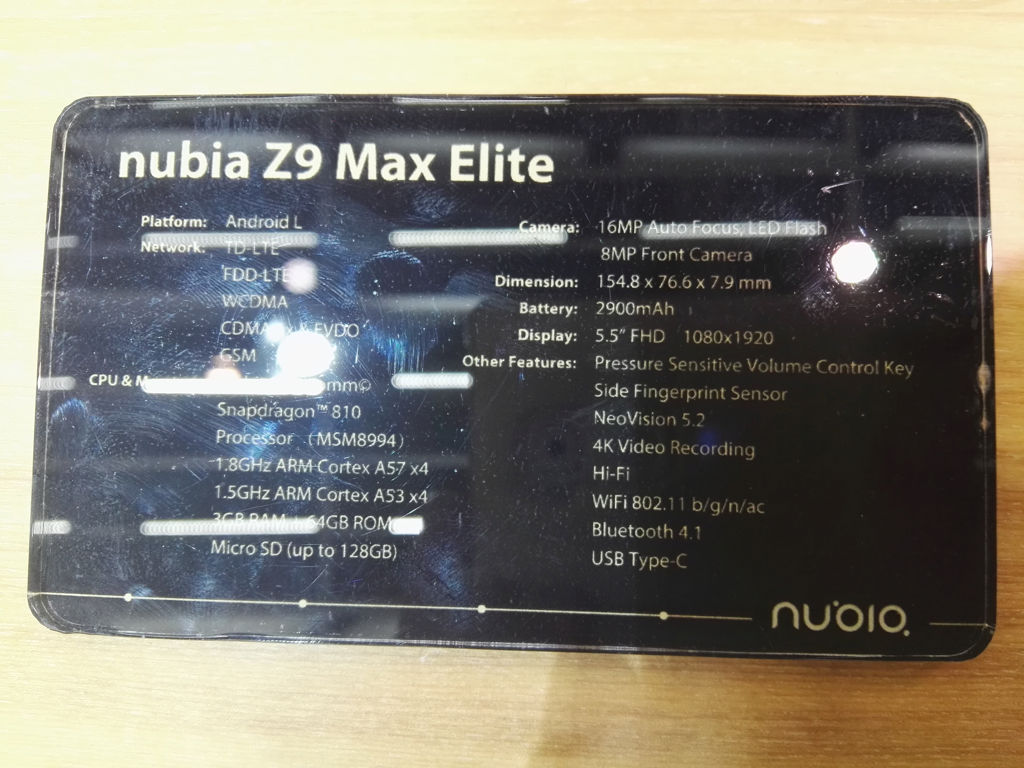 nubia Z9 Max Elite
Platform: Android L
Network: TD-LTE
FDD-LTE
WCDMA
CDMA & EVDO
GSM
CPU &
Snapdragon™ 810
Processor （MSM8994）
1.8GHz ARM Cortex A57 x4
1.5GHz ARM Cortex A53 x4
3GB RAM + 64GB ROM
Micro SD (up to 128GB)
Camera: 16MP Auto Focus, LED Flash
8MP Front Camera
Dimension: 154.8 x 76.6 x 7.9 mm
Battery: 2900mAh
Display: 5.5" FHD 1080x1920
Other Features: Pressure Sensitive Volume Control Key
Side Fingerprint Sensor
NeoVision 5.2
4K Video Recording
Hi-Fi
WiFi 802.11 b/g/n/ac
Bluetooth 4.1
USB Type-C
nubia